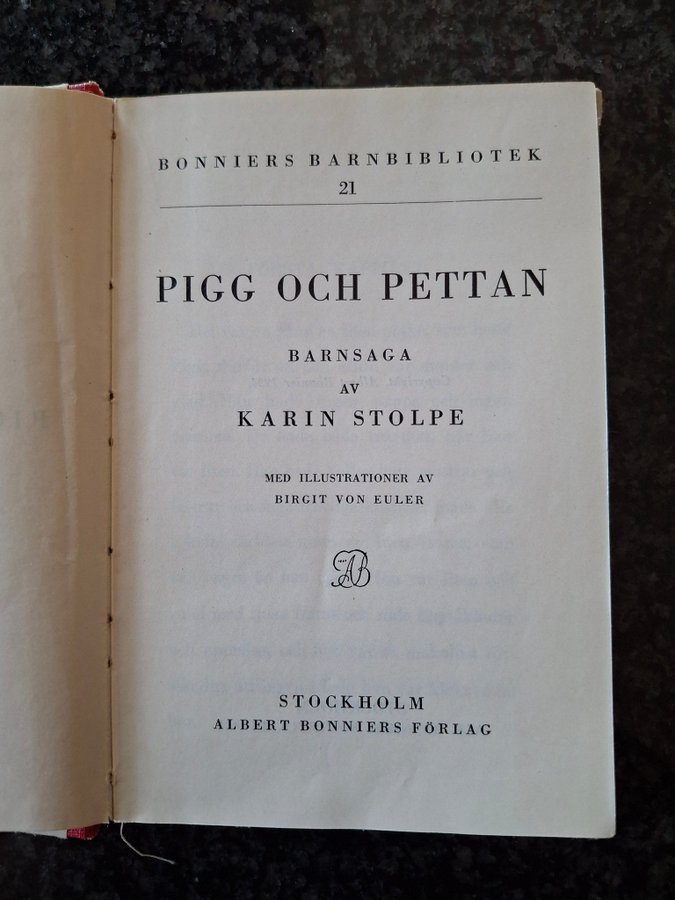 BONNIERS BARNBIBLIOTEK
21
PIGG OCH PETTAN
BARNSAGA
AV
KARIN STOLPE
MED ILLUSTRATIONER AV
BIRGIT VON EULER
AB
STOCKHOLM
ALBERT BONNIERS FÖRLAG